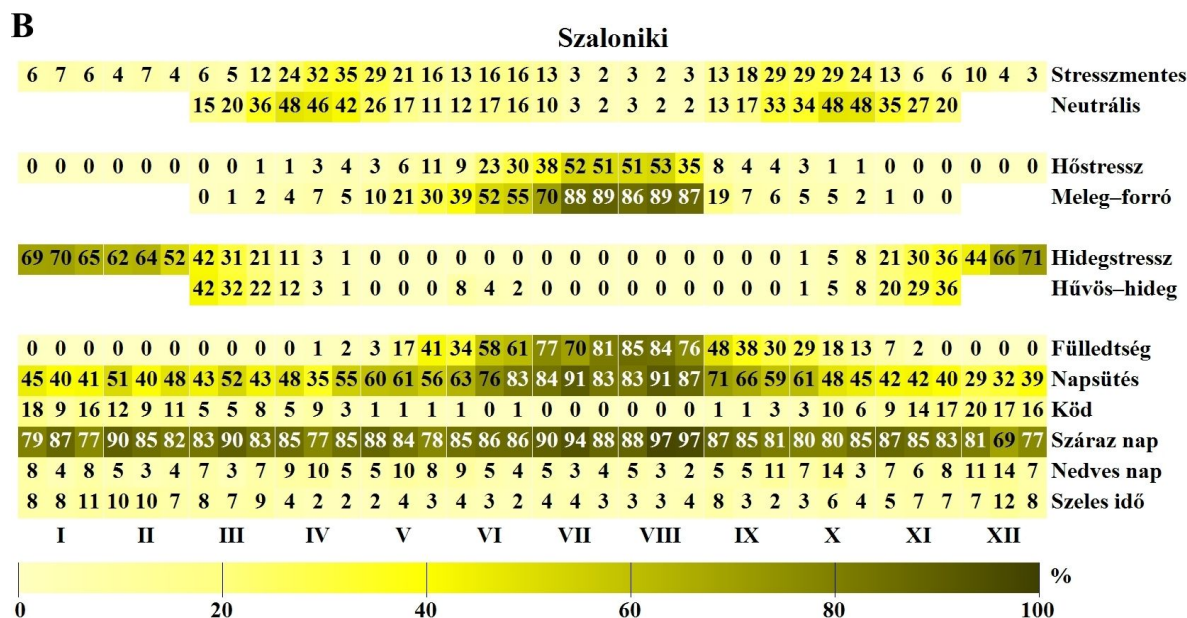 B
Szaloniki
6 7 6 4 7 4 6 5 12 24 32 35 29 21 16 13 16 16 13 3 2 3 2 3 13 18 29 29 29 24 13 6 6 10 4 3 Stresszmentes
15 20 36 48 46 42 26 17 11 12 17 16 10 3 2 3 2 2 13 17 33 34 48 48 35 27 20 Neutrális
0 0 0 0 0 0 0 0 1 1 3 4 3 6 11 9 23 30 38 52 51 51 53 35 8 4 4 3 1 1 0 0 0 0 0 0 Hőstressz
0 1 2 4 7 5 10 21 30 39 52 55 70 88 89 86 89 87 19 7 6 5 5 2 1 0 0 Meleg–forró
69 70 65 62 64 52 42 31 21 11 3 1 0 0 0 0 0 0 0 0 0 0 0 0 0 0 0 1 5 8 21 30 36 44 66 71 Hidegstressz
42 32 22 12 3 1 0 0 0 8 4 2 0 0 0 0 0 0 0 0 0 1 5 8 20 29 36 Hűvös–hideg
0 0 0 0 0 0 0 0 0 0 1 2 3 17 41 34 58 61 77 70 81 85 84 76 48 38 30 29 18 13 7 2 0 0 0 0 Fülledtség
45 40 41 51 40 48 43 52 43 48 35 55 60 61 56 63 76 83 84 91 83 83 91 87 71 66 59 61 48 45 42 42 40 29 32 39 Napsütés
18 9 16 12 9 11 5 5 8 5 9 3 1 1 1 1 0 1 0 0 0 0 0 0 1 1 3 3 10 6 9 14 17 20 17 16 Köd
79 87 77 90 85 82 83 90 83 85 77 85 88 84 78 85 86 86 90 94 88 88 97 97 87 85 81 80 80 85 87 85 83 81 69 77 Száraz nap
8 4 8 5 3 4 7 3 7 9 10 5 5 10 8 9 5 4 5 3 4 5 3 2 5 5 11 7 14 3 7 6 8 11 14 7 Nedves nap
8 8 11 10 10 7 8 7 9 4 2 2 2 4 3 4 3 2 4 4 3 3 3 4 8 3 2 3 6 4 5 7 7 7 12 8 Szeles idő
I II III IV V VI VII VIII IX X XI XII
%
0 20 40 60 80 100